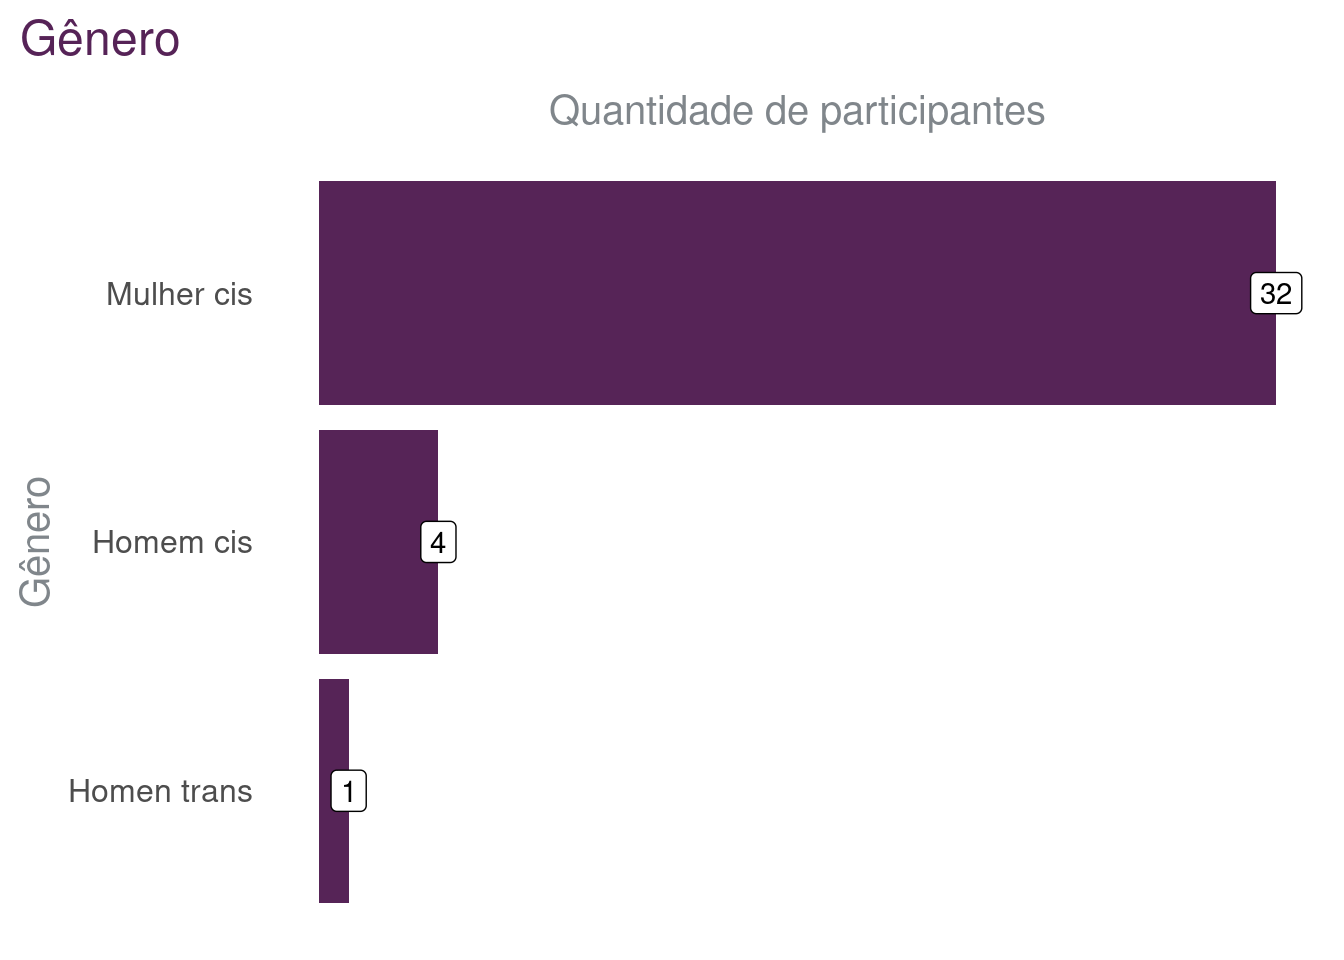 Gênero
Quantidade de participantes
Mulher cis
32
Gênero
Homem cis
4
Homen trans
1